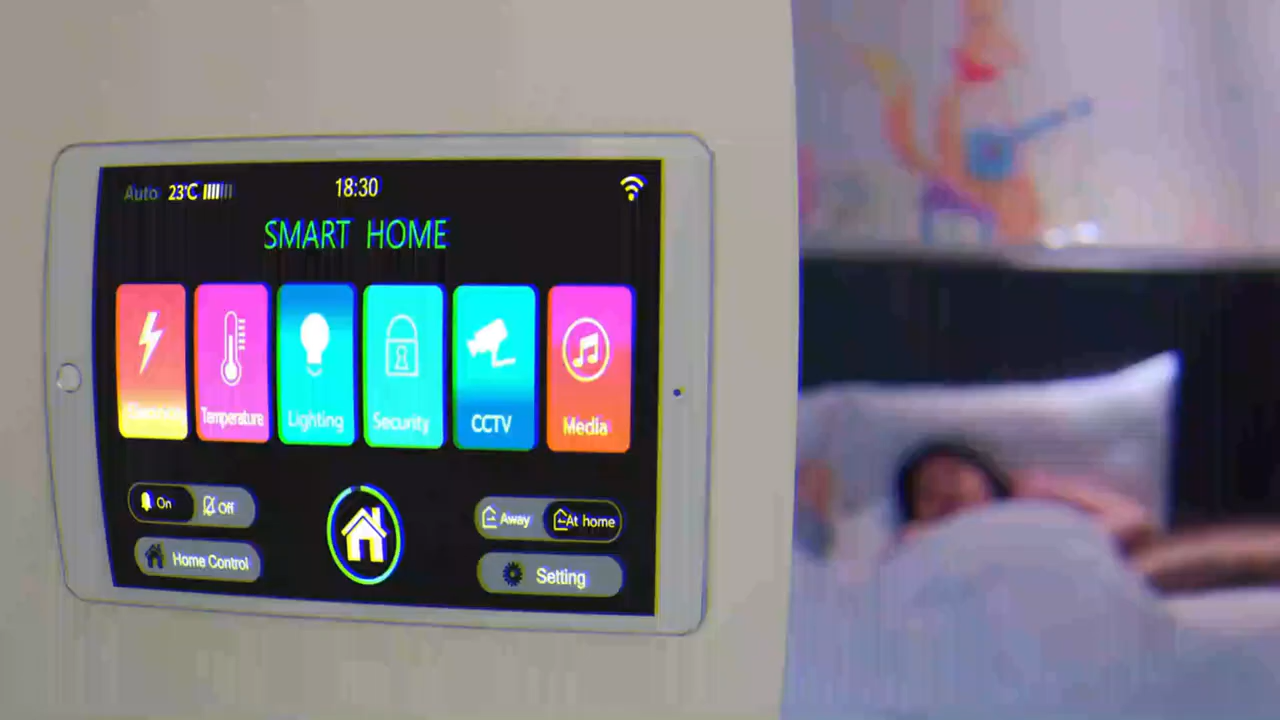 Auto 23°C 18:30
SMART HOME
Temperature Lighting Security CCTV Media
On Off Away At home
Home Control Setting